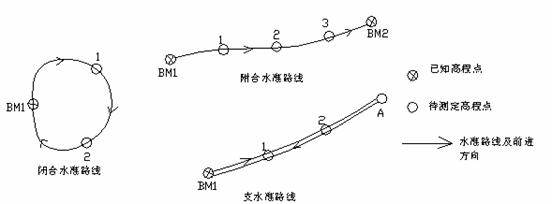 1
BM1
2
闭合水准路线
BM1
1
2
3
BM2
附合水准路线
BM1
1
2
A
支水准路线
已知高程点
待测定高程点
水准路线及前进
方向